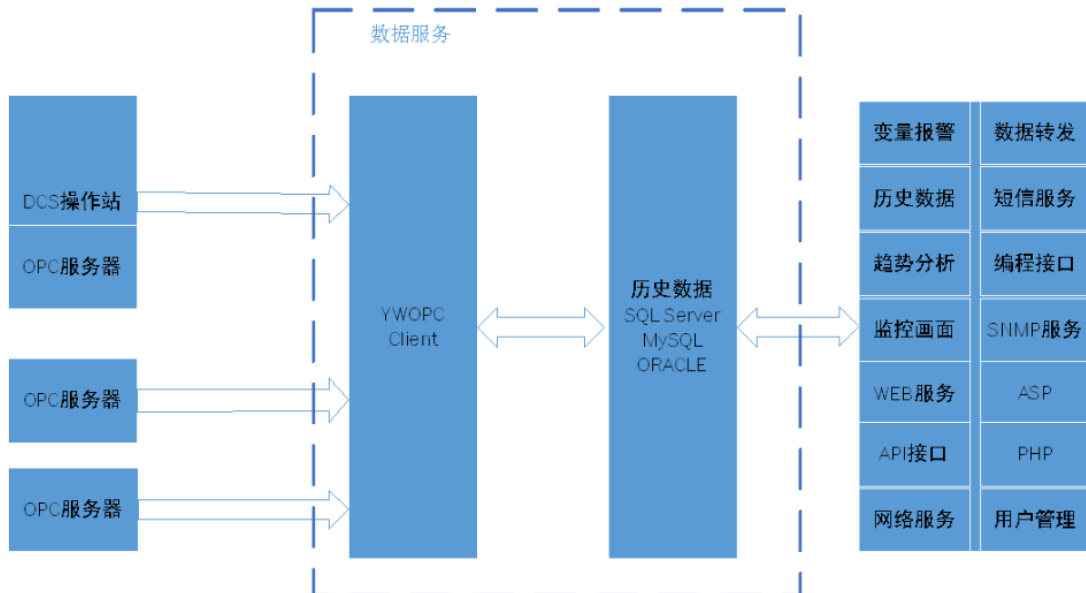 数据服务
DCS操作站
OPC服务器
OPC服务器
OPC服务器
YWOPC
Client
历史数据
SQL Server
MySQL
ORACLE
变量报警 数据转发
历史数据 短信服务
趋势分析 编程接口
监控画面 SNMP服务
WEB服务 ASP
API接口 PHP
网络服务 用户管理